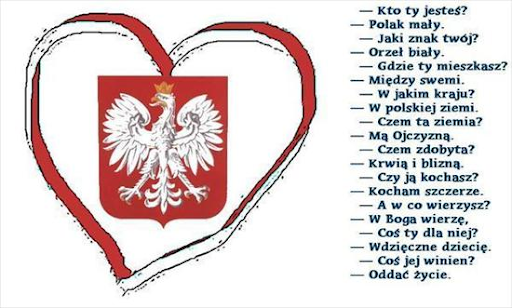 — Kto ty jesteś?
— Polak mały.
— Jaki znak twój?
— Orzeł biały.
— Gdzie ty mieszkasz?
— Między swemi.
— W jakim kraju?
— W polskiej ziemi.
— Czem ta ziemia?
— Mą Ojczyzną.
— Czem zdobyta?
— Krwią i blizną.
— Czy ją kochasz?
— Kocham szczerze.
— A w co wierzysz?
— W Boga wierzę,
— Coś ty dla niej?
— Wdzięczne dziecię.
— Coś jej winien?
— Oddać życie.